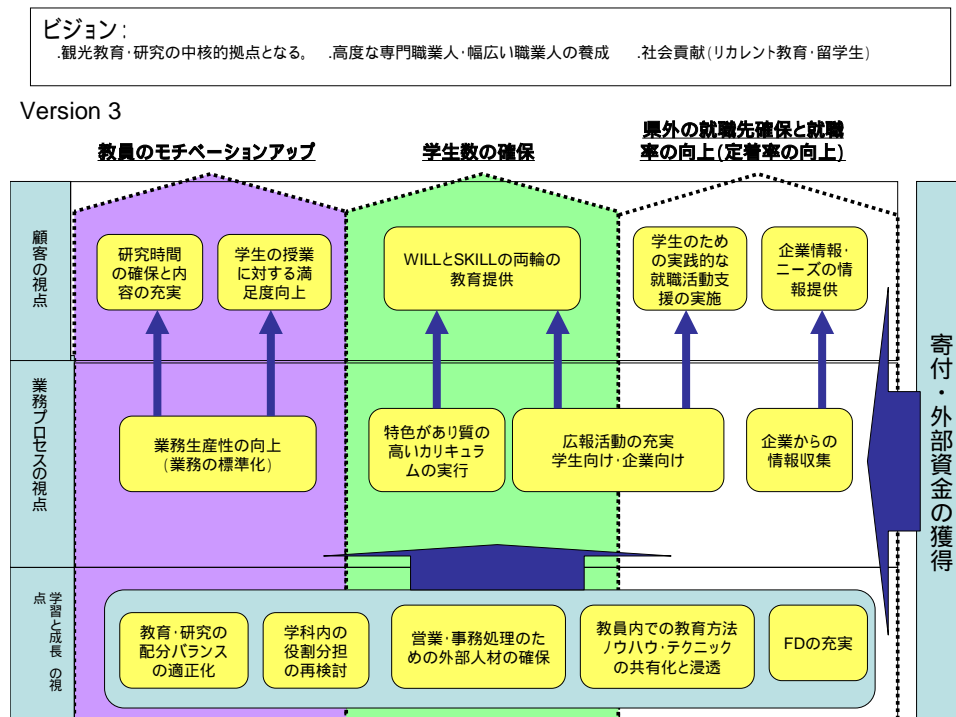 ビジョン:
.観光教育・研究の中核的拠点となる。 .高度な専門職業人・幅広い職業人の養成 .社会貢献(リカレント教育・留学生)
Version 3
教員のモチベーションアップ
学生数の確保
県外の就職先確保と就職
率の向上(定着率の向上)
顧客の視点
研究時間
の確保と内
容の充実
学生の授業
に対する満
足度向上
WILLとSKILLの両輪の
教育提供
学生のため
の実践的な
就職活動支
援の実施
企業情報・
ニーズの情
報提供
業務プロセスの視点
業務生産性の向上
(業務の標準化)
特色があり質の
高いカリキュラ
ムの実行
広報活動の充実
学生向け・企業向け
企業からの
情報収集
寄付・外部資金の獲得
学習と成長 の視
点
教育・研究の
配分バランス
の適正化
学科内の
役割分担
の再検討
営業・事務処理のた
めの外部人材の確保
教員内での教育方法
ノウハウ・テクニック
の共有化と浸透
FDの充実